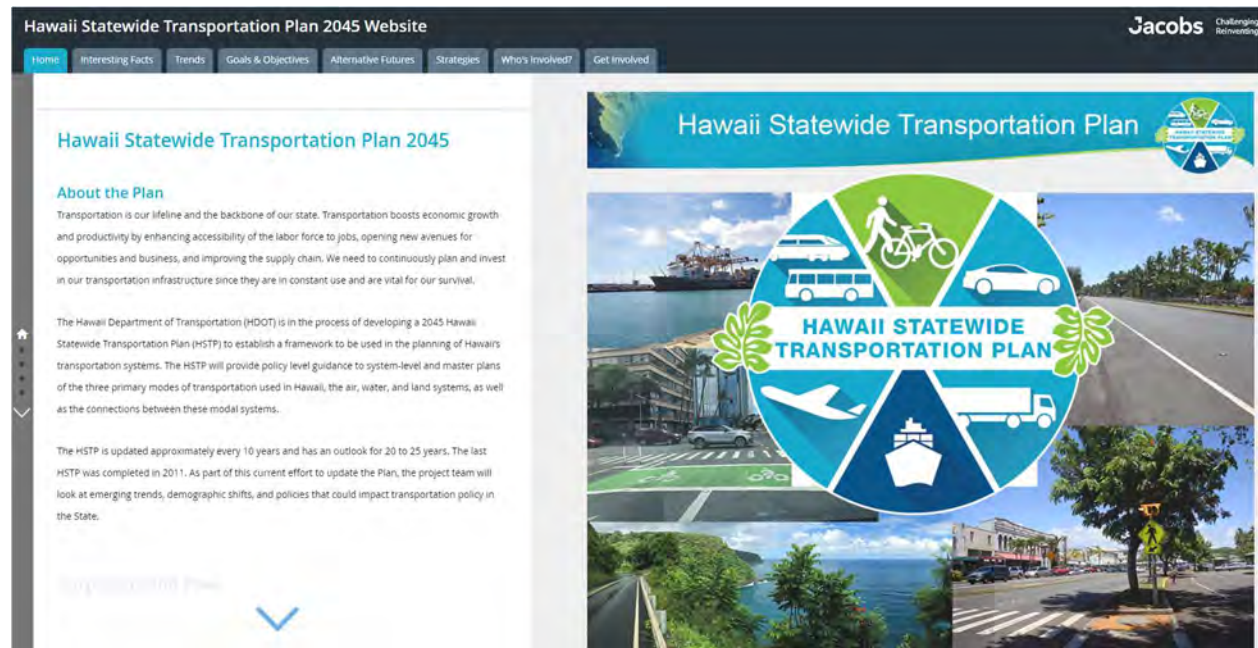 Hawaii Statewide Transportation Plan 2045 Website
Jacobs
Challenging
Reinventing
Home
Interesting Facts
Trends
Goals & Objectives
Alternative Futures
Strategies
Who's Involved?
Get Involved
Hawaii Statewide Transportation Plan 2045
About the Plan
Transportation is our lifeline and the backbone of our state. Transportation boosts economic growth
and productivity by enhancing accessibility of the labor force to jobs, opening new avenues for
opportunities and business, and improving the supply chain. We need to continuously plan and invest
in our transportation infrastructure since they are in constant use and are vital for our survival.
The Hawaii Department of Transportation (HDOT) is in the process of developing a 2045 Hawaii
Statewide Transportation Plan (HSTP) to establish a framework to be used in the planning of Hawaii's
transportation systems. The HSTP will provide policy level guidance to system-level and master plans
of the three primary modes of transportation used in Hawaii, the air, water, and land systems, as well
as the connections between these modal systems.
The HSTP is updated approximately every 10 years and has an outlook for 20 to 25 years. The last
HSTP was completed in 2011. As part of this current effort to update the Plan, the project team will
look at emerging trends, demographic shifts, and policies that could impact transportation policy in
the State.
Hawaii Statewide Transportation Plan
HAWAII STATEWIDE
TRANSPORTATION PLAN
HAWAII STATEWIDE
TRANSPORTATION PLAN